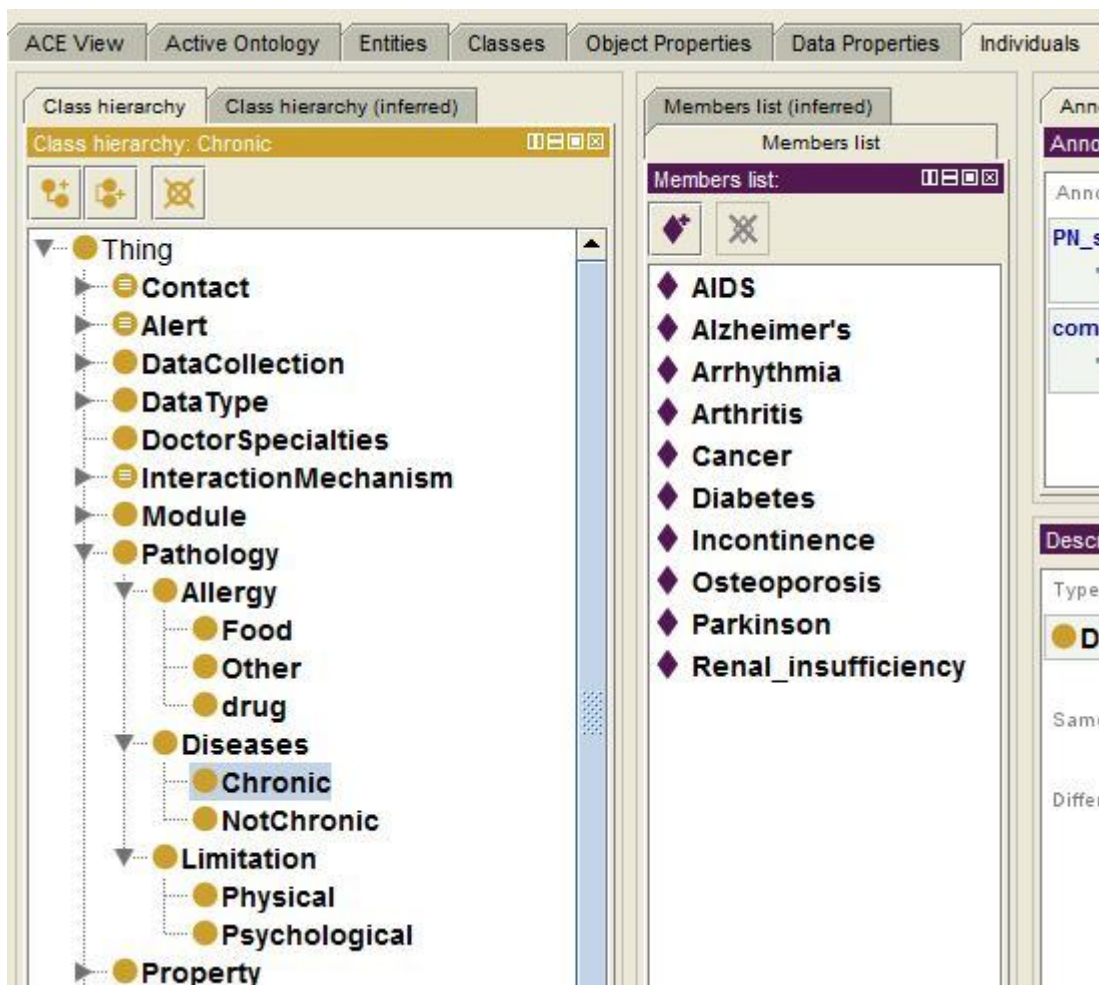 ACE View
Active Ontology
Entities
Classes
Object Properties
Data Properties
Individuals
Class hierarchy
Class hierarchy (inferred)
Class hierarchy: Chronic
Thing
Contact
Alert
DataCollection
DataType
DoctorSpecialties
InteractionMechanism
Module
Pathology
Allergy
Food
Other
drug
Diseases
Chronic
NotChronic
Limitation
Physical
Psychological
Property
Members list (inferred)
Members list
Members list:
AIDS
Alzheimer's
Arrhythmia
Arthritis
Cancer
Diabetes
Incontinence
Osteoporosis
Parkinson
Renal_insufficiency